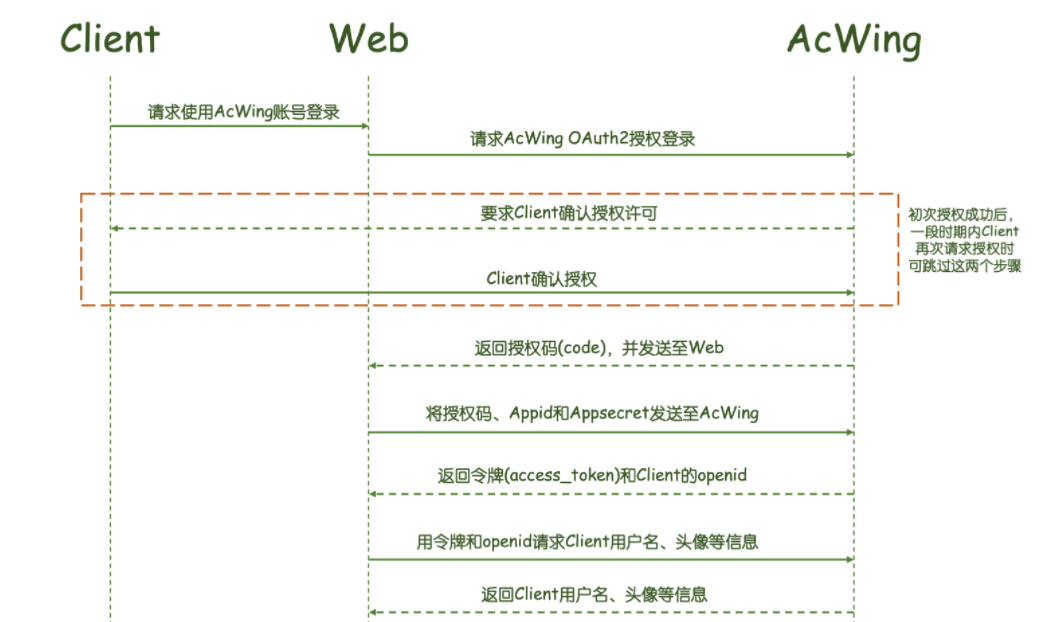 Client
Web
AcWing
请求使用AcWing账号登录
请求AcWing OAuth2授权登录
要求Client确认授权许可
初次授权成功后，
一段时期内Client
再次请求授权时
可跳过这两个步骤
Client确认授权
返回授权码(code)，并发送至Web
将授权码、Appid和Appsecret发送至AcWing
返回令牌(access_token)和Client的openid
用令牌和openid请求Client用户名、头像等信息
返回Client用户名、头像等信息